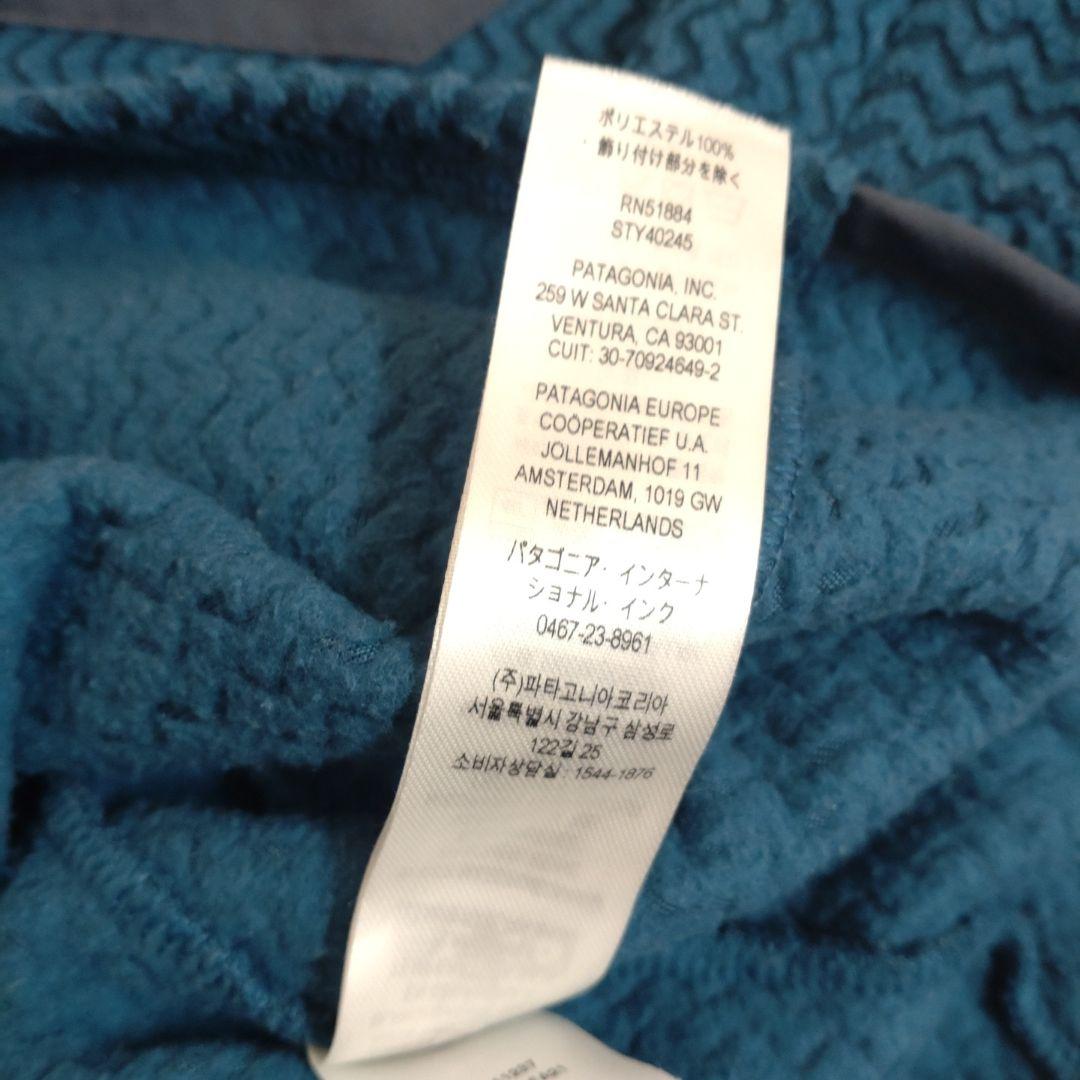 ポリエステル100%
飾り付け部分を除く
RN51884
STY40245
PATAGONIA, INC.
259 W SANTA CLARA ST.
VENTURA, CA 93001
CUIT: 30-70924649-2
PATAGONIA EUROPE
COÖPERATIEF U.A.
JOLLEMANHOF 11
AMSTERDAM, 1019 GW
NETHERLANDS
パタゴニア・インターナ
ショナル・インク
0467-23-8961
(주)파타고니아코리아
서울특별시 강남구 삼성로
122길 25
소비자상담실 : 1544-1876